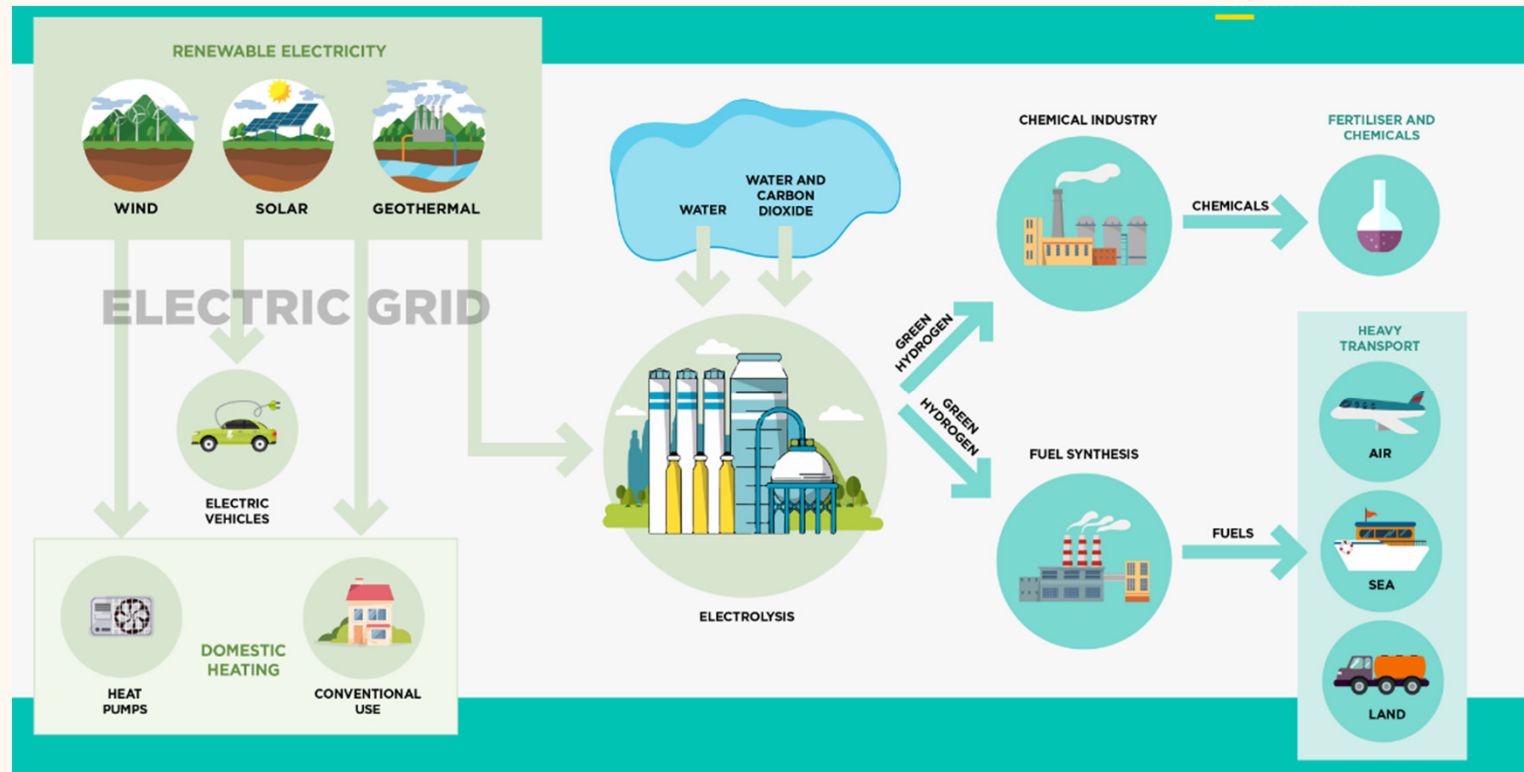 RENEWABLE ELECTRICITY
WIND
SOLAR
GEOTHERMAL
ELECTRIC GRID
ELECTRIC
VEHICLES
HEAT
PUMPS
DOMESTIC
HEATING
CONVENTIONAL
USE
WATER
WATER AND
CARBON
DIOXIDE
ELECTROLYSIS
GREEN
HYDROGEN
GREEN
HYDROGEN
CHEMICAL INDUSTRY
CHEMICALS
FERTILISER AND
CHEMICALS
FUEL SYNTHESIS
FUELS
HEAVY
TRANSPORT
AIR
SEA
LAND